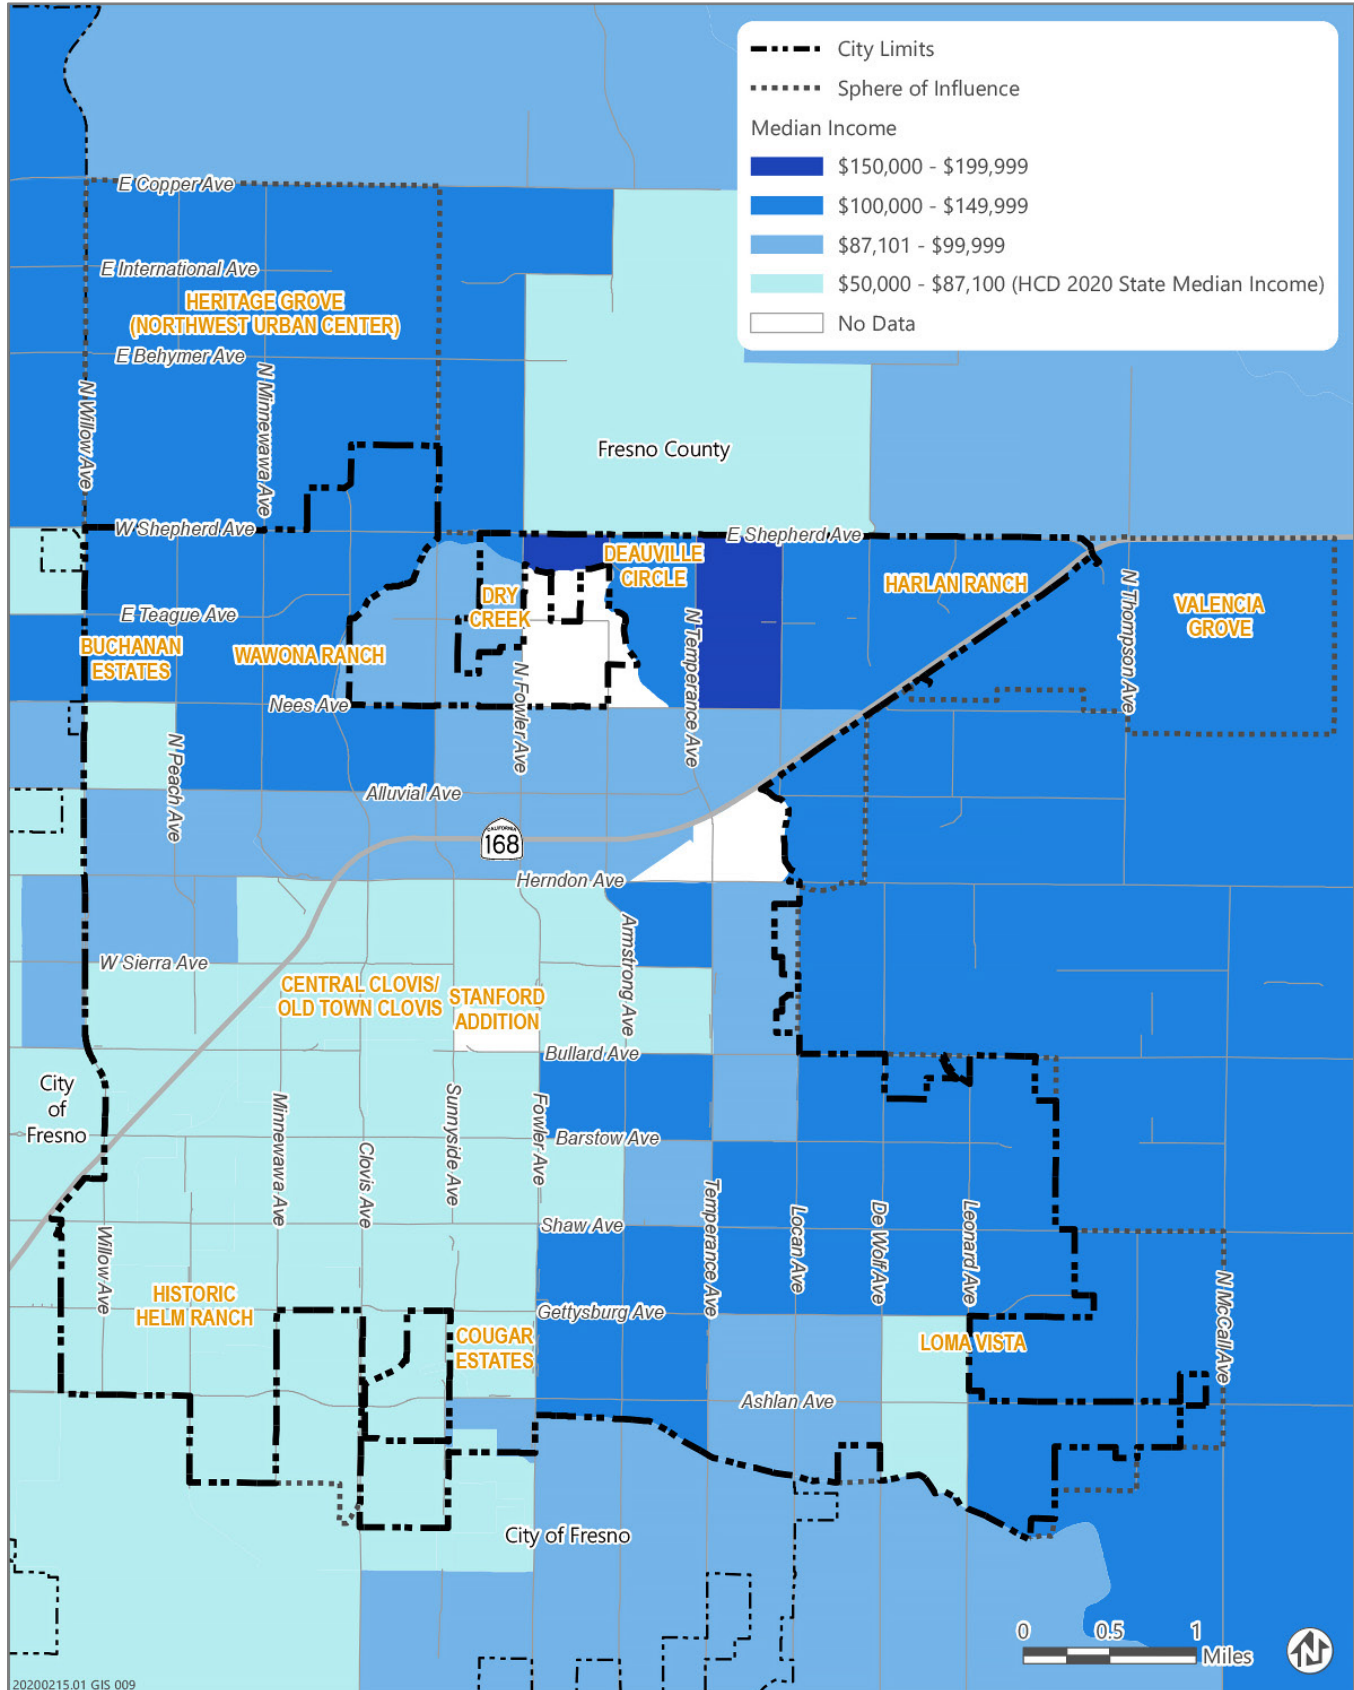 City Limits
Sphere of Influence
Median Income
$150,000 - $199,999
$100,000 - $149,999
$87,101 - $99,999
$50,000 - $87,100 (HCD 2020 State Median Income)
No Data
E Copper Ave
E International Ave
HERITAGE GROVE
(NORTHWEST URBAN CENTER)
E Behymer Ave
N Willow Ave
N Minnewawa Ave
Fresno County
W Shepherd Ave
E Shepherd Ave
DEAUVILLE
CIRCLE
HARLAN RANCH
N Thompson Ave
VALENCIA
GROVE
DRY
CREEK
E Teague Ave
BUCHANAN
ESTATES
WAWONA RANCH
N Temperance Ave
N Fowler Ave
Nees Ave
N Peach Ave
Alluvial Ave
CALIFORNIA
168
Herndon Ave
Armstrong Ave
W Sierra Ave
CENTRAL CLOVIS/
OLD TOWN CLOVIS
STANFORD
ADDITION
Bullard Ave
City
of
Fresno
Minnewawa Ave
Clovis Ave
Sunnyside Ave
Fowler Ave
Barstow Ave
Temperance Ave
Locan Ave
De Wolf Ave
Leonard Ave
Shaw Ave
Willow Ave
HISTORIC
HELM RANCH
Gettysburg Ave
COUGAR
ESTATES
LOMA VISTA
N McCall Ave
Ashlan Ave
City of Fresno
0 0.5 1
Miles
N
20200215.01 GIS 009